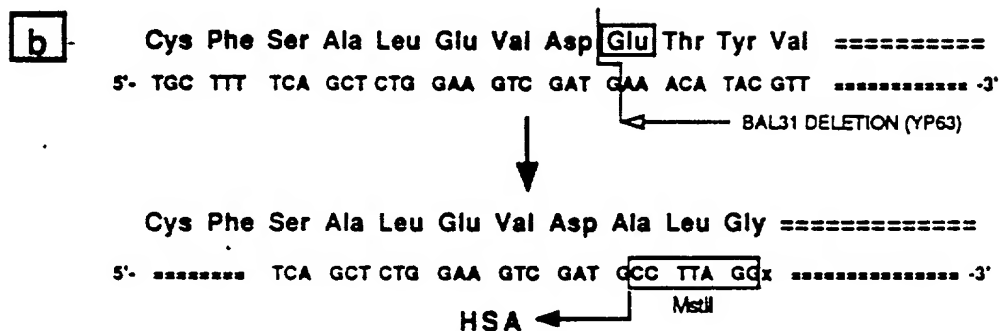 b
Cys Phe Ser Ala Leu Glu Val Asp Glu Thr Tyr Val ==========
5'- TGC TTT TCA GCT CTG GAA GTC GAT GAA ACA TAC GTT =============== -3'
BAL31 DELETION (YP63)
Cys Phe Ser Ala Leu Glu Val Asp Ala Leu Gly =============
5'- ======== TCA GCT CTG GAA GTC GAT GCC TTA GGx =============== -3'
MstII
HSA